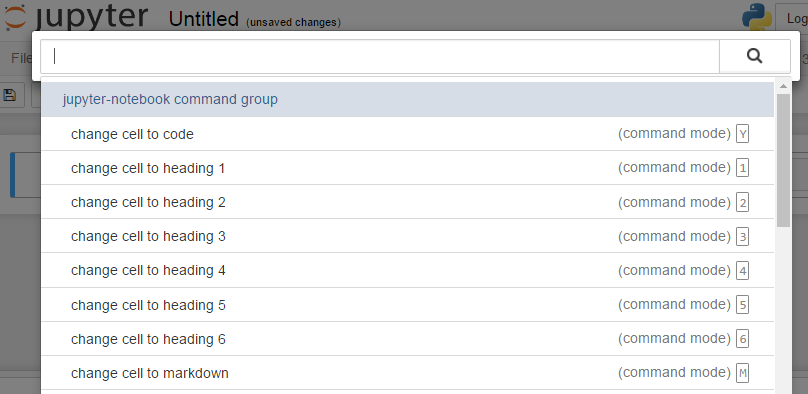 jupyter Untitled (unsaved changes)
Log
File
jupyter-notebook command group
change cell to code (command mode) Y
change cell to heading 1 (command mode) 1
change cell to heading 2 (command mode) 2
change cell to heading 3 (command mode) 3
change cell to heading 4 (command mode) 4
change cell to heading 5 (command mode) 5
change cell to heading 6 (command mode) 6
change cell to markdown (command mode) M